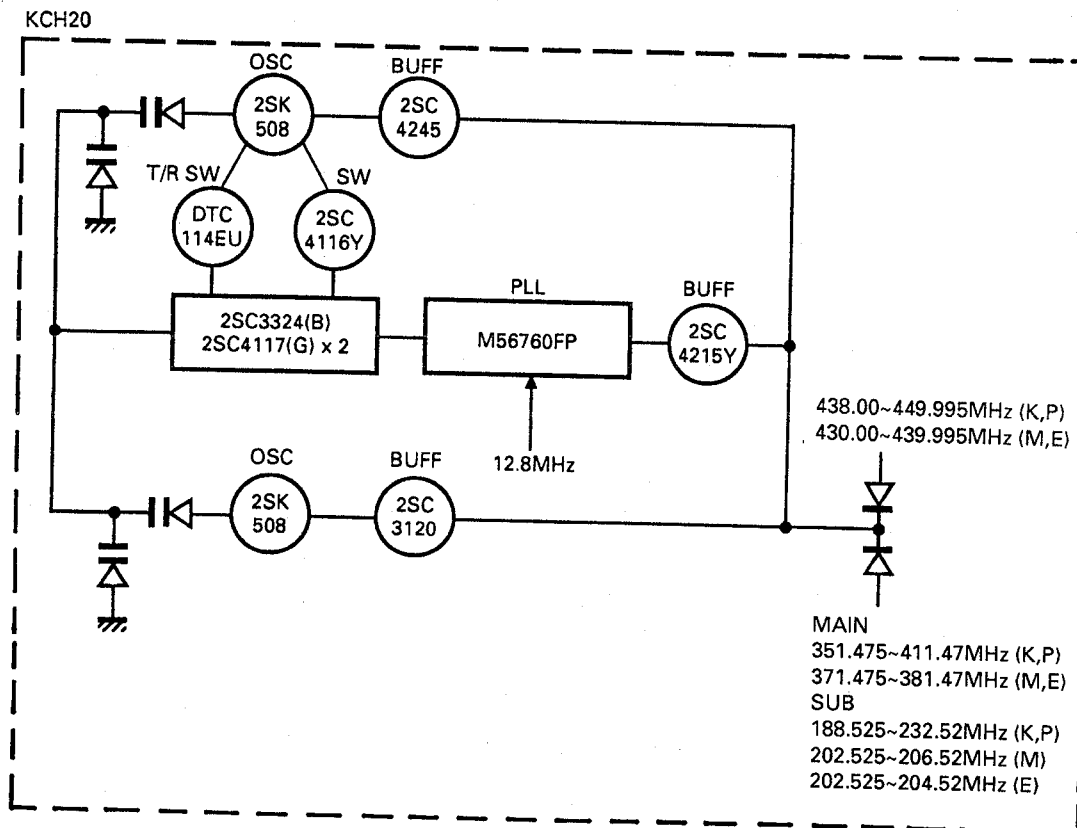 KCH20
OSC
BUFF
2SK
508
2SC
4245
T/R SW
SW
DTC
114EU
2SC
4116Y
PLL
BUFF
2SC3324(B)
2SC4117(G) x 2
M56760FP
2SC
4215Y
12.8MHz
438.00~449.995MHz (K,P)
430.00~439.995MHz (M,E)
OSC
BUFF
2SK
508
2SC
3120
MAIN
351.475~411.47MHz (K,P)
371.475~381.47MHz (M,E)
SUB
188.525~232.52MHz (K,P)
202.525~206.52MHz (M)
202.525~204.52MHz (E)